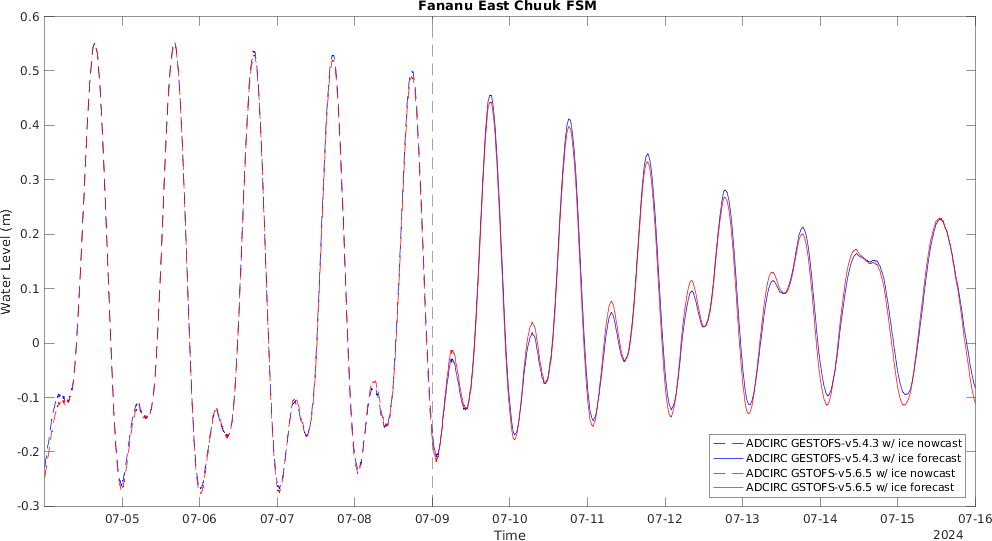 Fananu East Chuuk FSM
0.6
0.5
0.4
0.3
0.2
0.1
0
-0.1
-0.2
-0.3
Water Level (m)
ADCIRC GESTOFS-v5.4.3 w/ ice nowcast
ADCIRC GESTOFS-v5.4.3 w/ ice forecast
ADCIRC GSTOFS-v5.6.5 w/ ice nowcast
ADCIRC GSTOFS-v5.6.5 w/ ice forecast
07-05 07-06 07-07 07-08 07-09 07-10 07-11 07-12 07-13 07-14 07-15 07-16
Time
2024